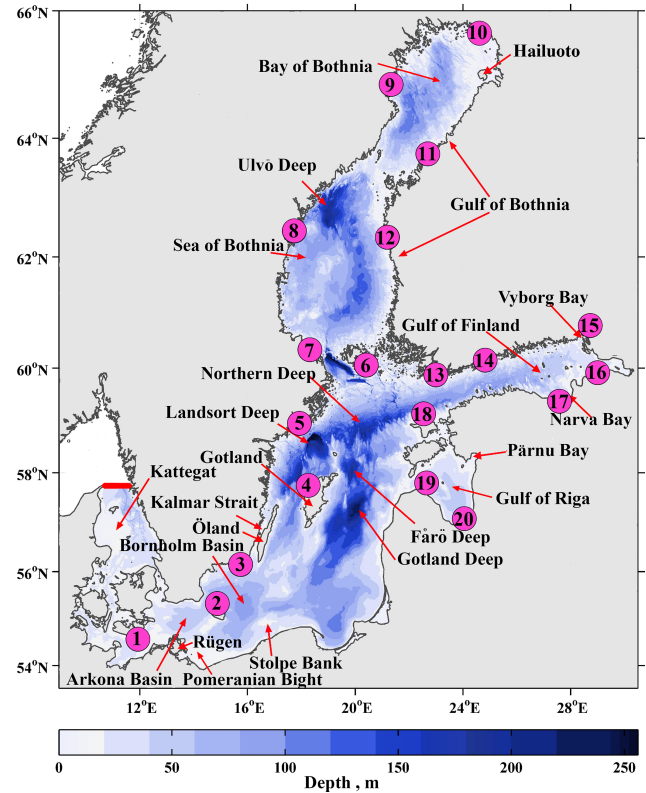 66°N
64°N
62°N
60°N
58°N
56°N
54°N
10
Hailuoto
Bay of Bothnia
9
11
Ulvö Deep
Gulf of Bothnia
8
12
Sea of Bothnia
Vyborg Bay
15
Gulf of Finland
7
6
14
16
13
Northern Deep
17
Narva Bay
18
Landsort Deep
5
Pärnu Bay
Gotland
Kattegat
4
19
Gulf of Riga
Kalmar Strait
20
Öland
Fårö Deep
Bornholm Basin
Gotland Deep
3
2
1
Rügen
Stolpe Bank
Arkona Basin
Pomeranian Bight
12°E
16°E
20°E
24°E
28°E
0
50
100
150
200
250
Depth , m